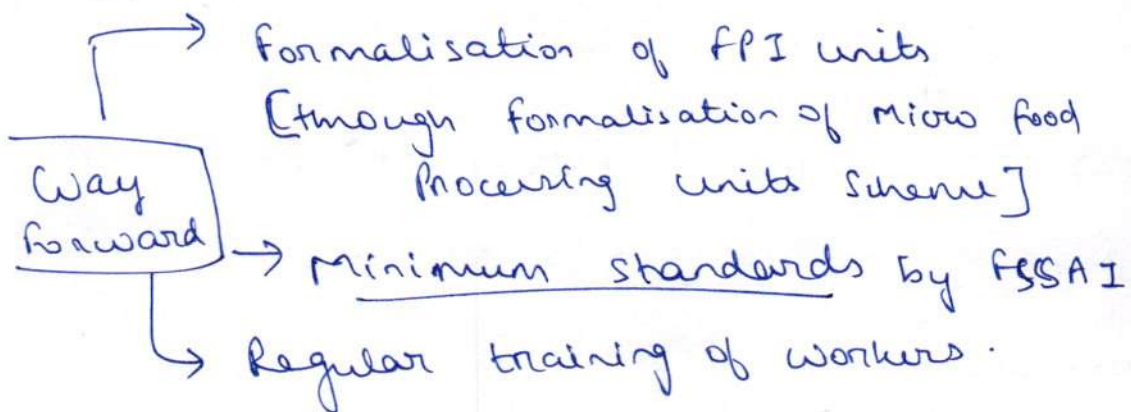 Formalisation of FPI units
[through formalisation of Micro food
Processing units Scheme]
Way
forward
Minimum standards by FSSAI
Regular training of workers.